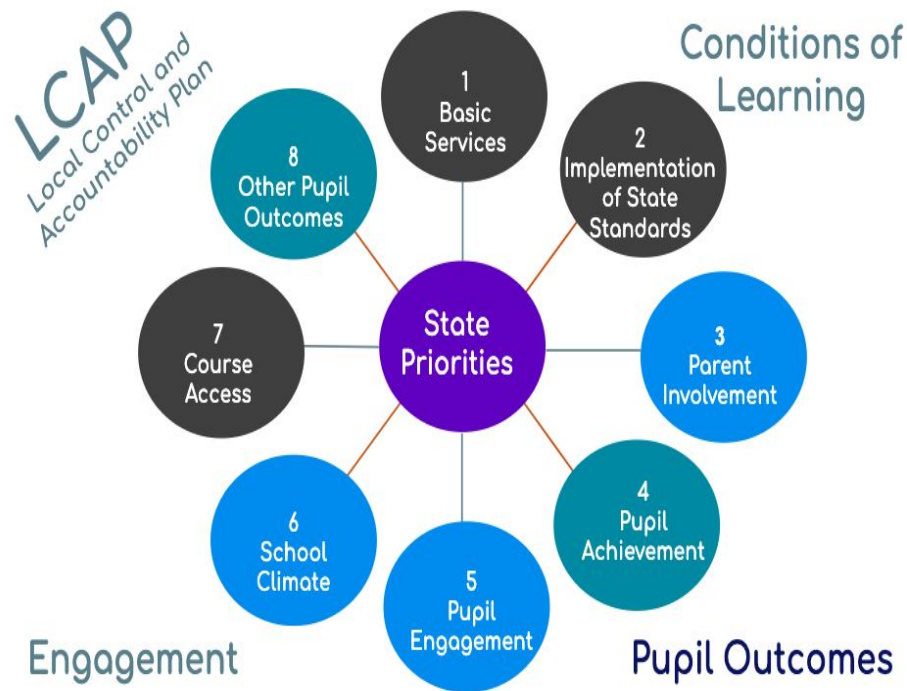 LCAP
Local Control and
Accountability Plan
Conditions of
Learning
1
Basic
Services
2
Implementation
of State
Standards
3
Parent
Involvement
4
Pupil
Achievement
5
Pupil
Engagement
6
School
Climate
7
Course
Access
8
Other Pupil
Outcomes
State
Priorities
Engagement
Pupil Outcomes